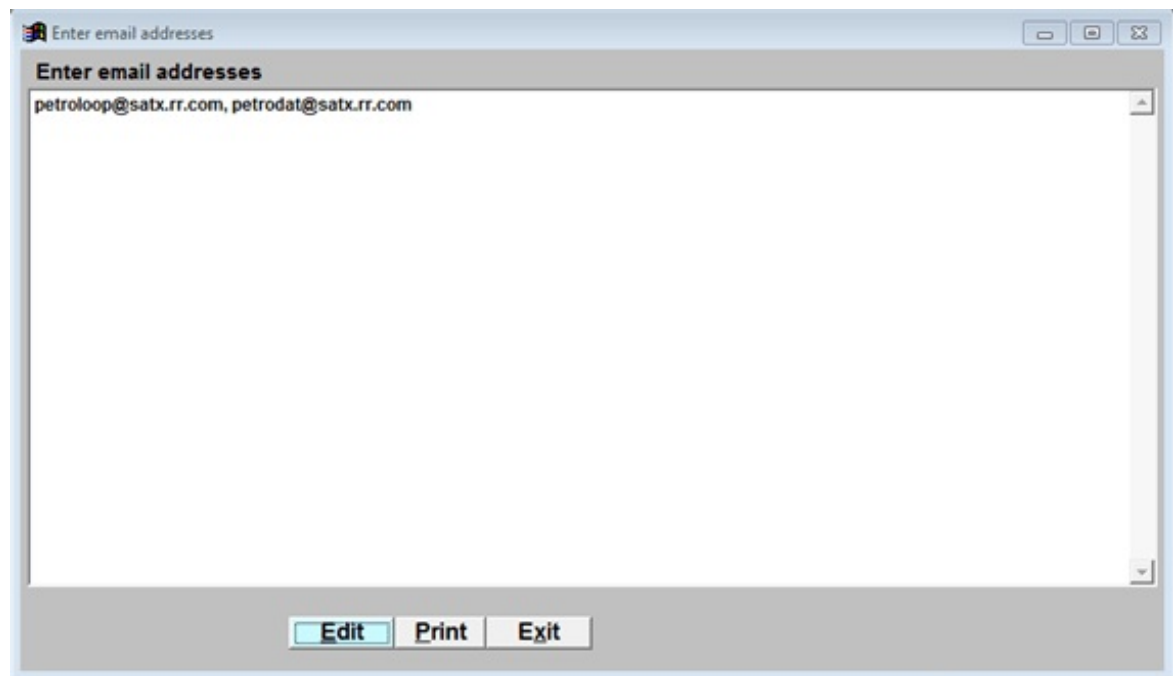 Enter email addresses
Enter email addresses
petroloop@satx.rr.com, petrodat@satx.rr.com
Edit Print Exit